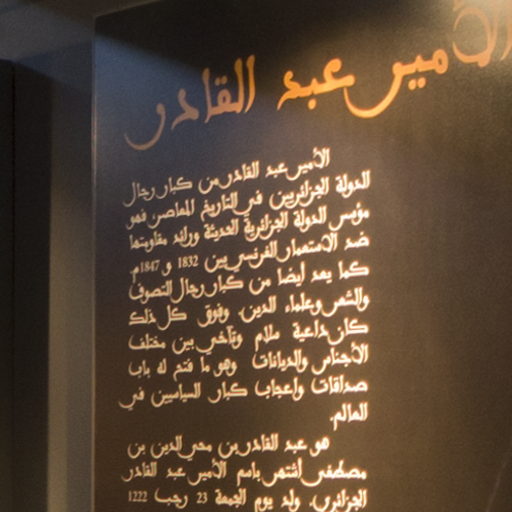 الأمير عبد القادر
الأمير عبد القادر من كبار رجال
الدولة الجزائريين في التاريخ المعاصر فهو
مؤسس الدولة الجزائرية الحديثة ورائد مقاومتها
ضد الاستعمار الفرنسي بين 1832 و 1847م.
كما يعد أيضا من كبار رجال التصوف
والشعر وعلماء الدين. وفوق كل ذلك
كان داعية سلام وتآخي بين مختلف
الأجناس والديانات وهو ما فتح له باب
صداقات واعجاب كبار السياسين في
العالم.
هو عبد القادر بن محي الدين بن
مصطفى أشتهر باسم الأمير عبد القادر
الجزائري. ولد يوم الجمعة 23 رجب 1222